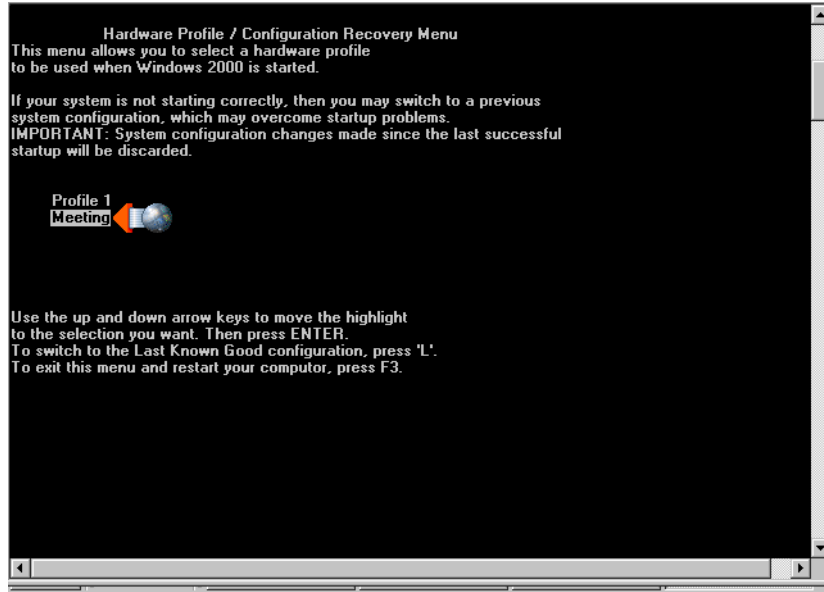 Hardware Profile / Configuration Recovery Menu
This menu allows you to select a hardware profile
to be used when Windows 2000 is started.
If your system is not starting correctly, then you may switch to a previous
system configuration, which may overcome startup problems.
IMPORTANT: System configuration changes made since the last successful
startup will be discarded.
Profile 1
Meeting
Use the up and down arrow keys to move the highlight
to the selection you want. Then press ENTER.
To switch to the Last Known Good configuration, press 'L'.
To exit this menu and restart your computor, press F3.